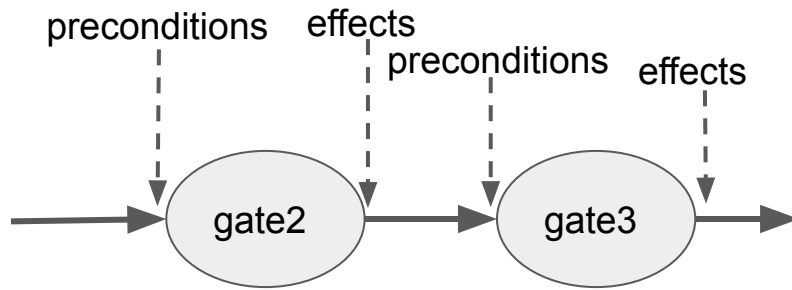 preconditions
effects
preconditions
effects
gate2
gate3